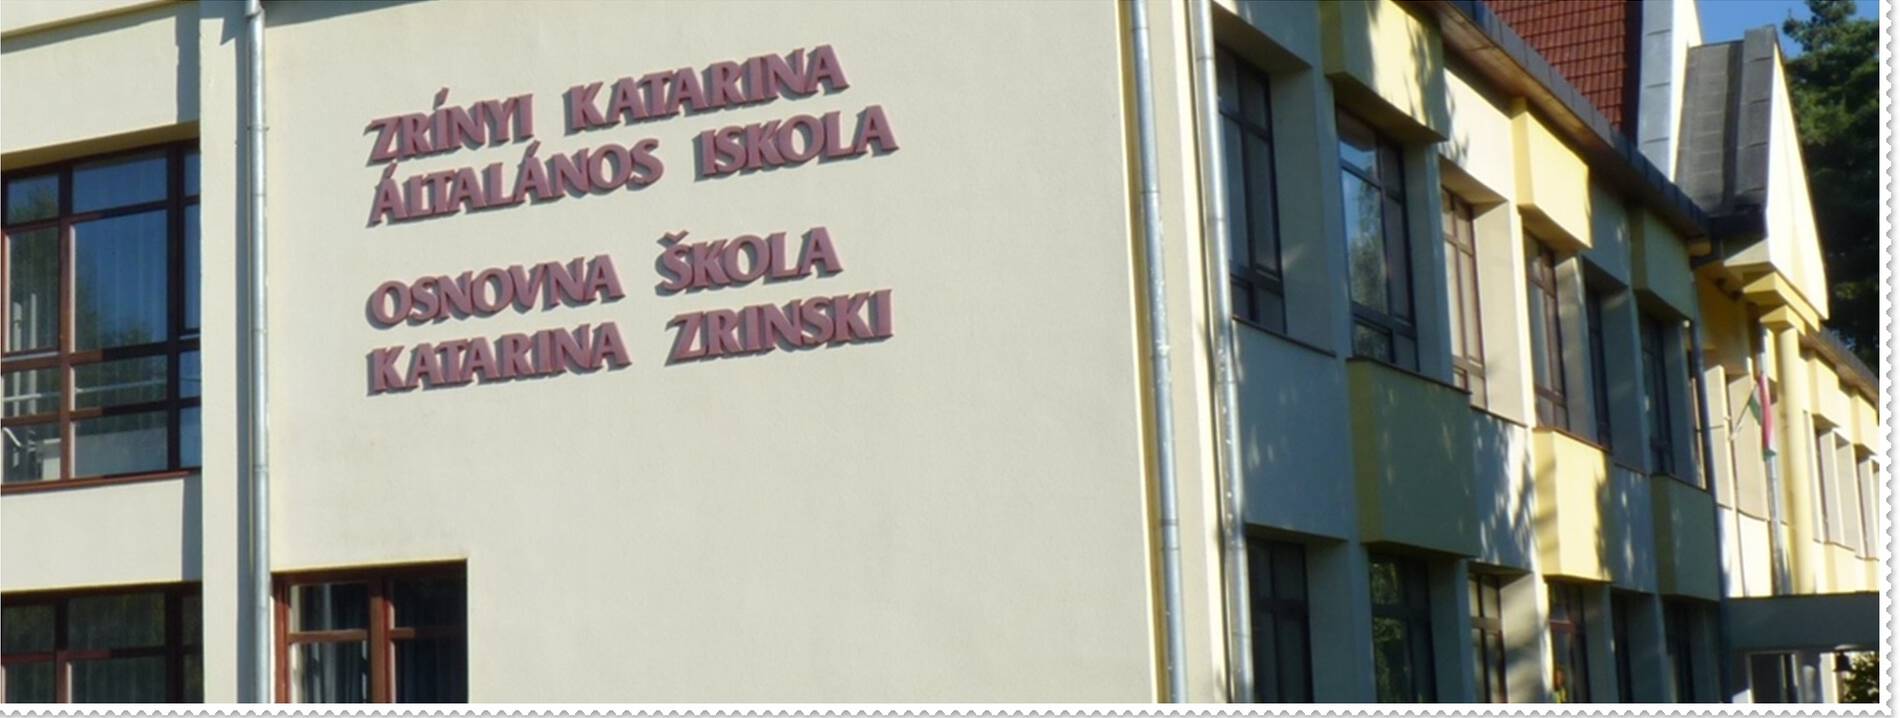 ZRÍNYI KATARINA
ÁLTALÁNOS ISKOLA
OSNOVNA ŠKOLA
KATARINA ZRINSKI